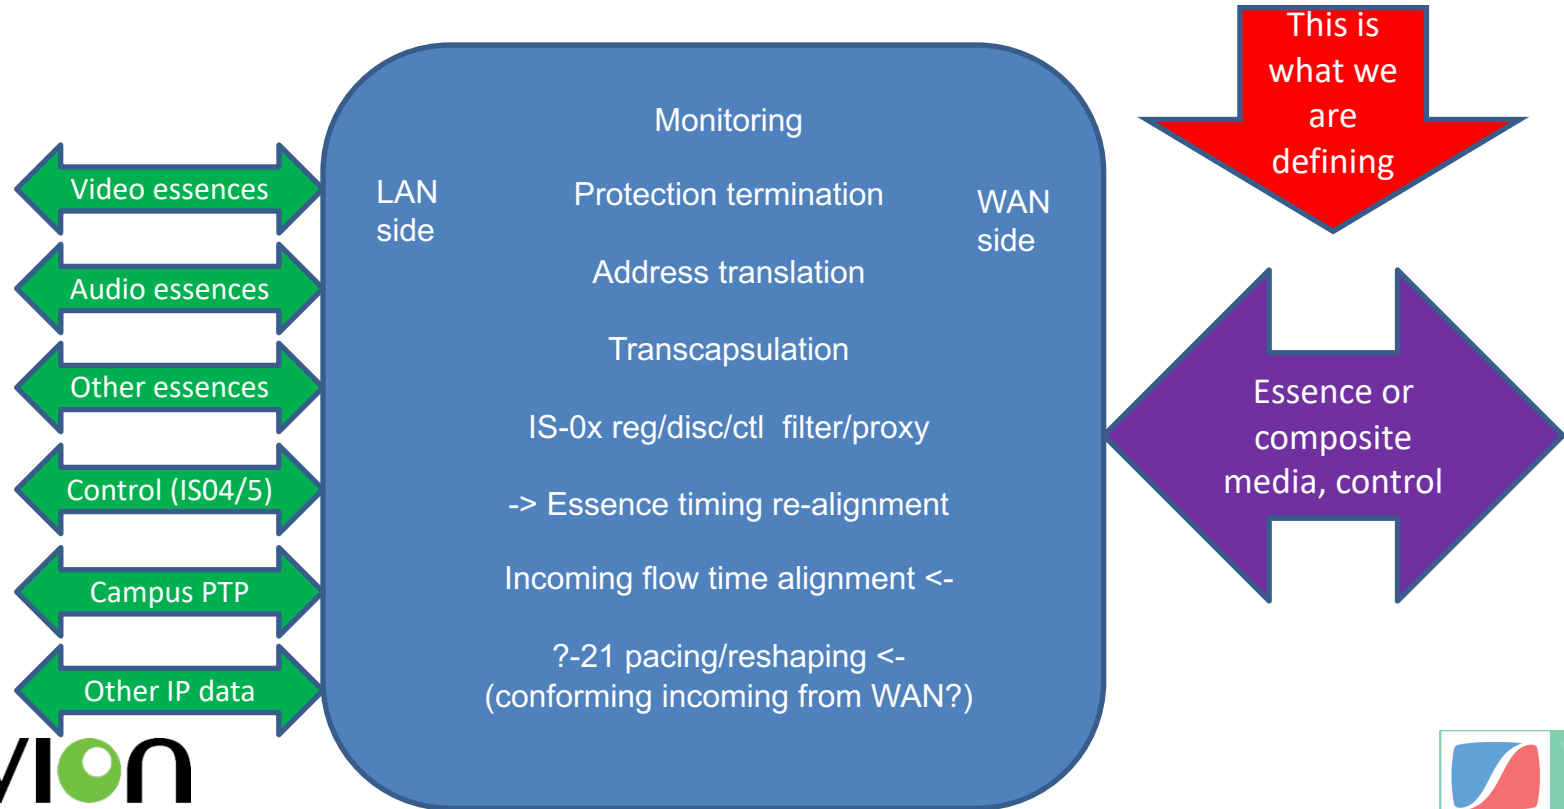 This is
what we
are
defining
Monitoring
Video essences
LAN
side
Protection termination
WAN
side
Audio essences
Address translation
Transcapsulation
Other essences
IS-0x reg/disc/ctl  filter/proxy
Essence or
composite
media, control
Control (IS04/5)
-> Essence timing re-alignment
Campus PTP
Incoming flow time alignment <-
Other IP data
?-21 pacing/reshaping <-
(conforming incoming from WAN?)